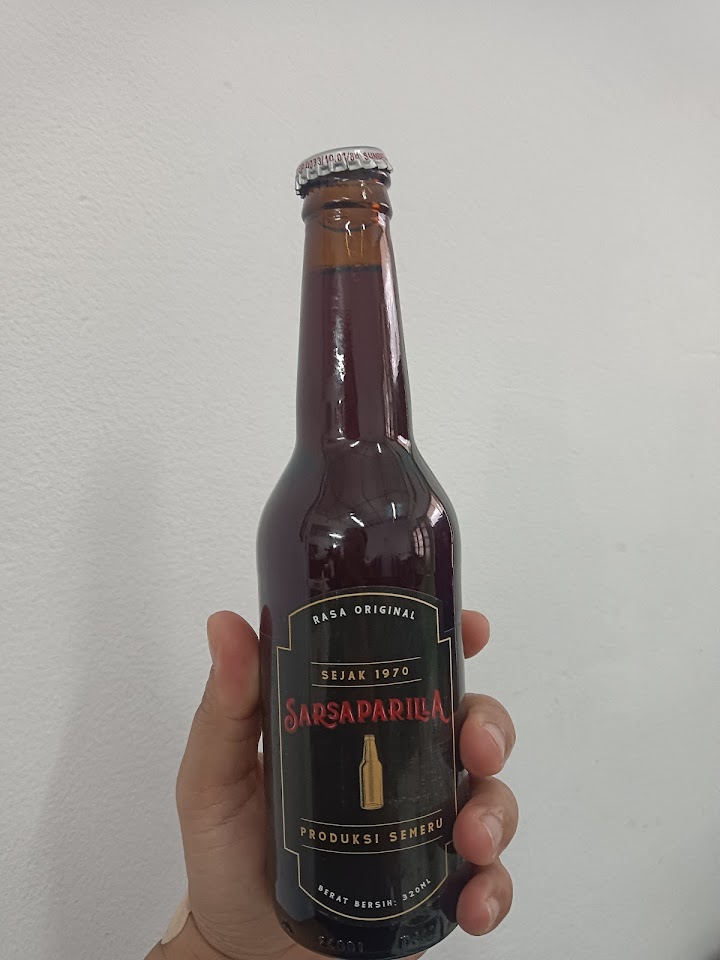 RASA ORIGINAL
SEJAK 1970
SARSAPARILLA
PRODUKSI SEMERU
BERAT BERSIH: 320ML